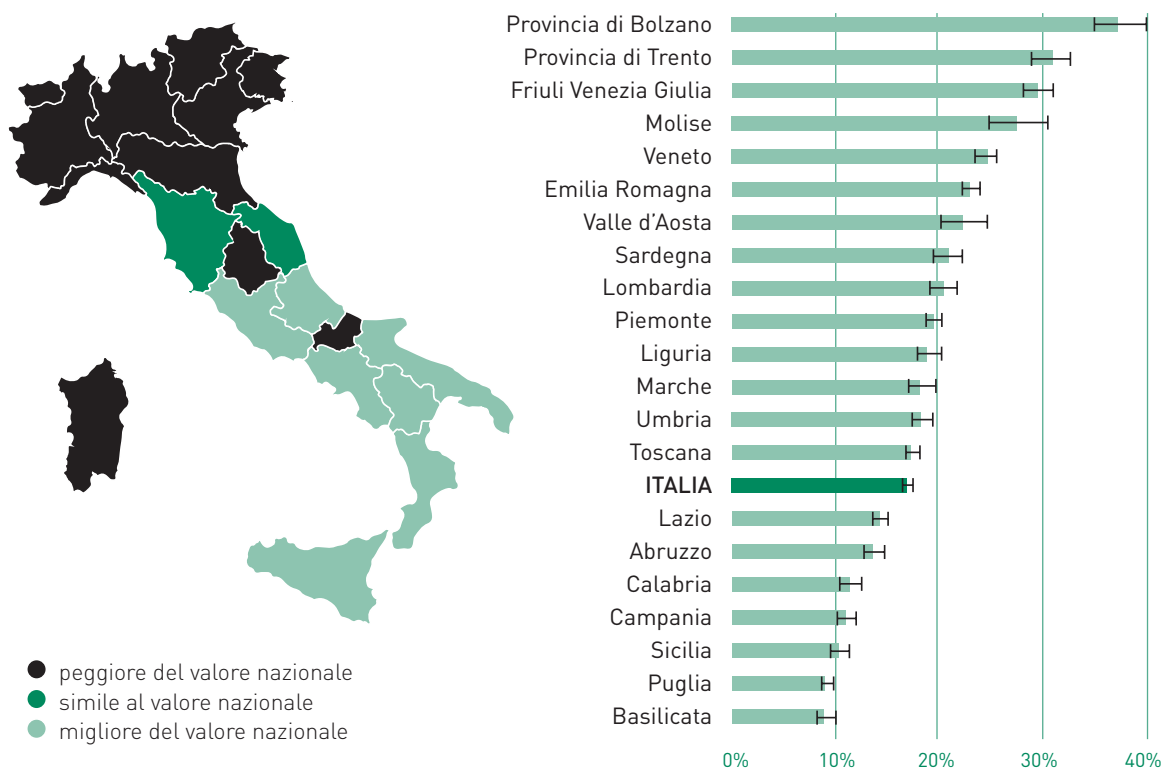 Provincia di Bolzano
Provincia di Trento
Friuli Venezia Giulia
Molise
Veneto
Emilia Romagna
Valle d'Aosta
Sardegna
Lombardia
Piemonte
Liguria
Marche
Umbria
Toscana
ITALIA
Lazio
Abruzzo
Calabria
Campania
Sicilia
Puglia
Basilicata
0% 10% 20% 30% 40%
peggiore del valore nazionale
simile al valore nazionale
migliore del valore nazionale